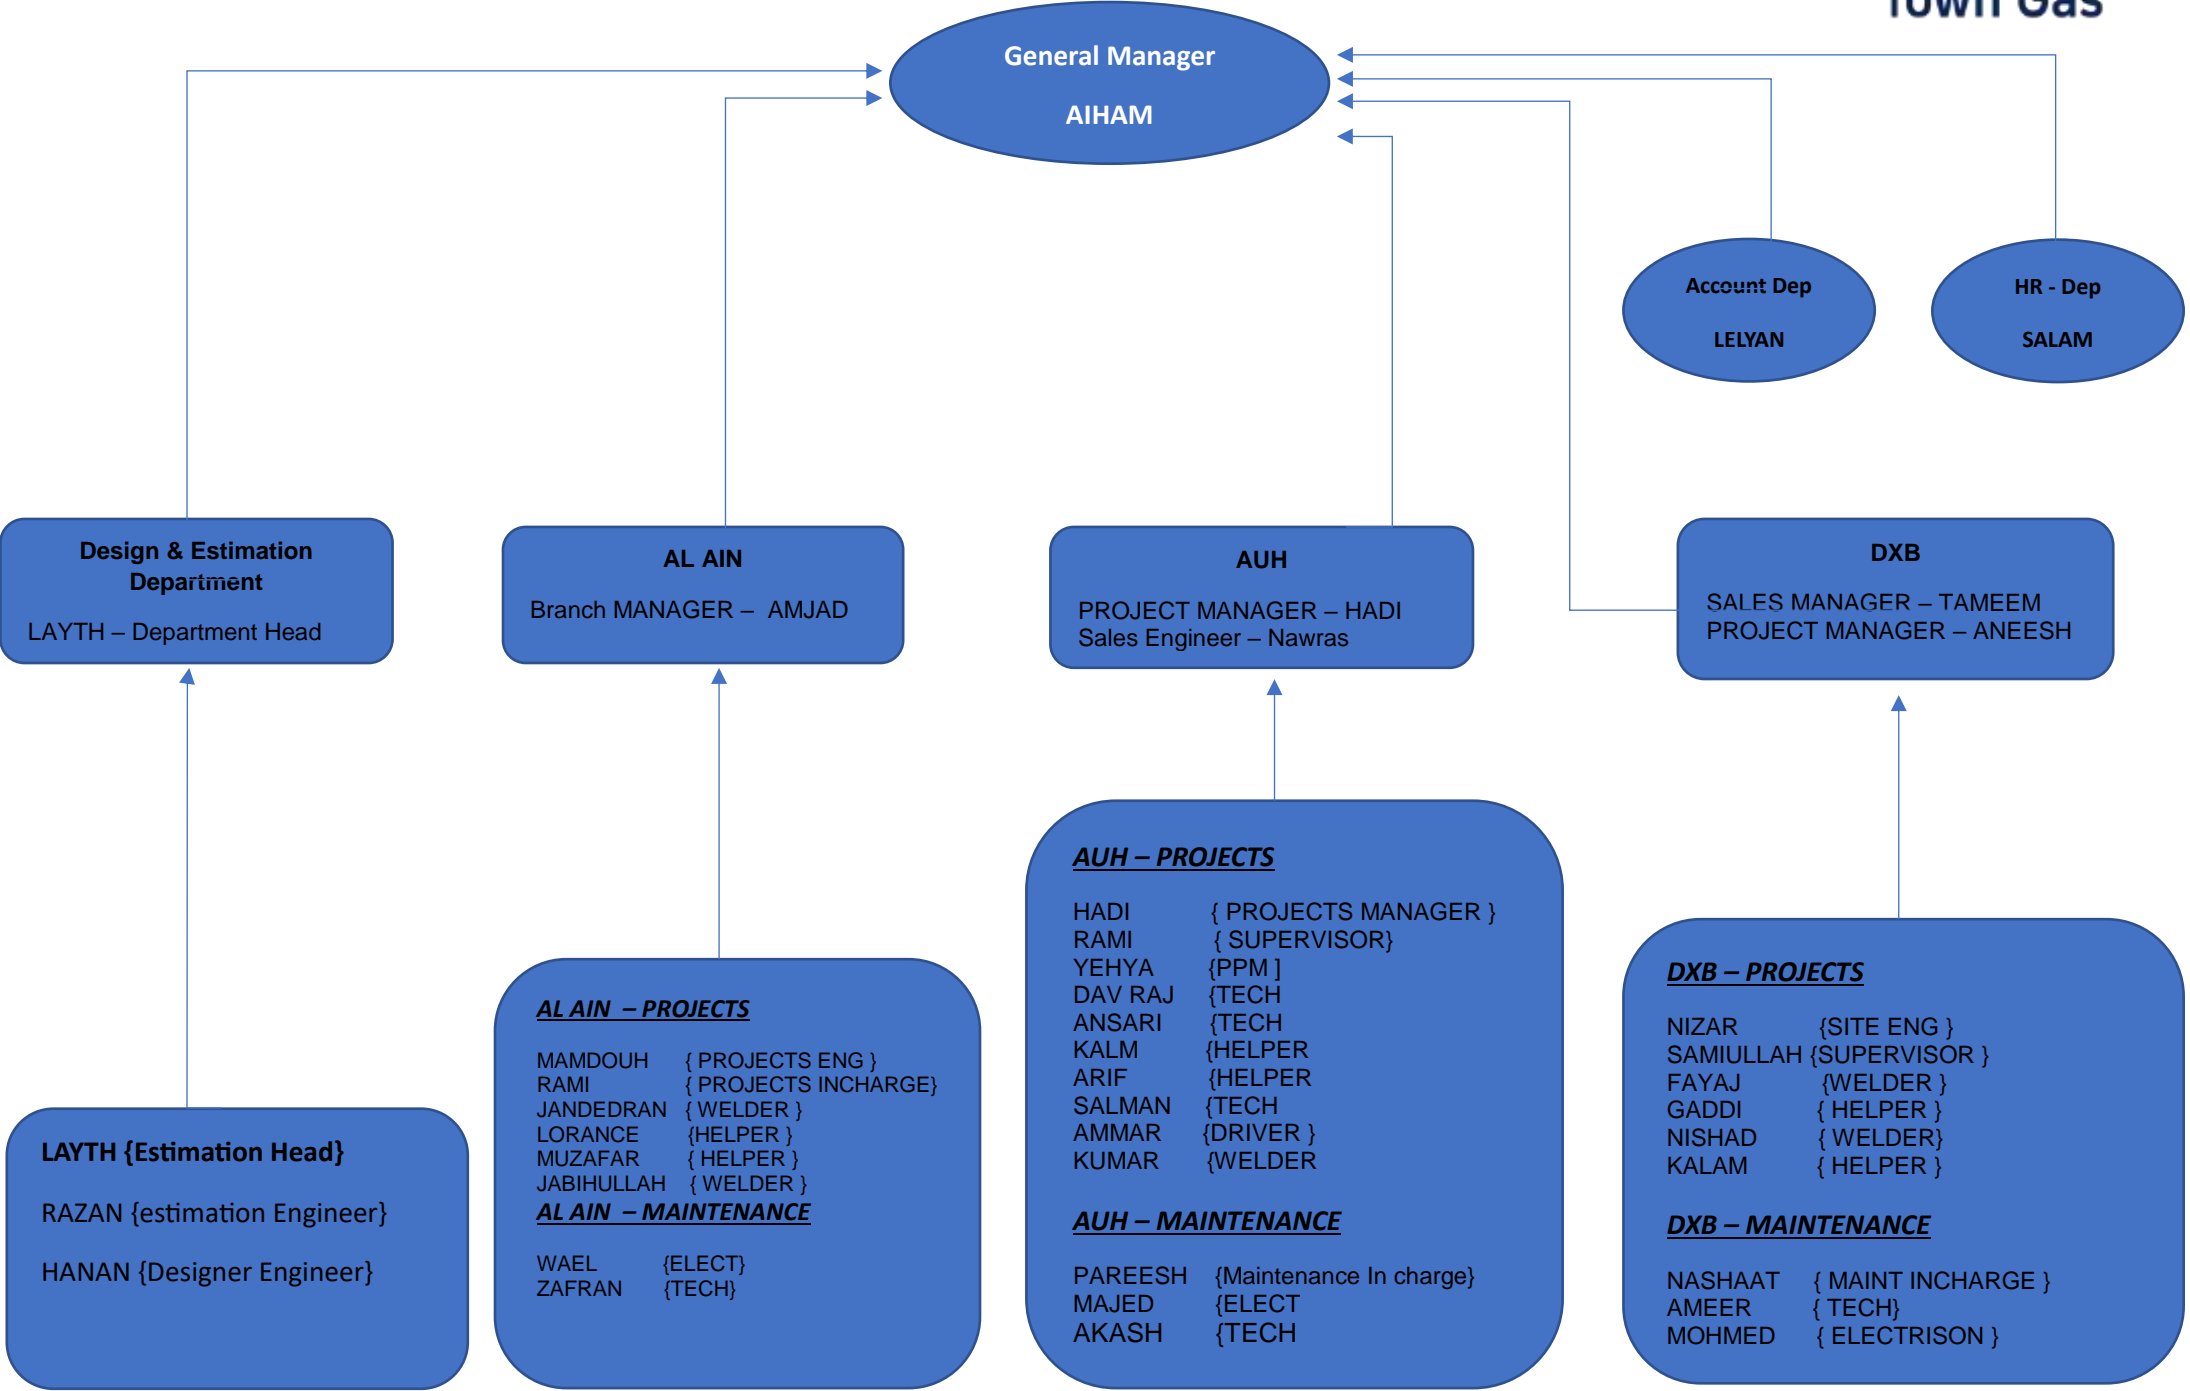 Town Gas
General Manager
AIHAM
Account Dep
LELYAN
HR - Dep
SALAM
Design & Estimation
Department
LAYTH – Department Head
AL AIN
Branch MANAGER – AMJAD
AUH
PROJECT MANAGER – HADI
Sales Engineer – Nawras
DXB
SALES MANAGER – TAMEEM
PROJECT MANAGER – ANEESH
LAYTH {Estimation Head}
RAZAN {estimation Engineer}
HANAN {Designer Engineer}
AL AIN – PROJECTS
MAMDOUH { PROJECTS ENG }
RAMI { PROJECTS INCHARGE}
JANDEDRAN { WELDER }
LORANCE {HELPER }
MUZAFAR { HELPER }
JABIHULLAH { WELDER }
AL AIN – MAINTENANCE
WAEL {ELECT}
ZAFRAN {TECH}
AUH – PROJECTS
HADI { PROJECTS MANAGER }
RAMI { SUPERVISOR}
YEHYA {PPM ]
DAV RAJ {TECH
ANSARI {TECH
KALM {HELPER
ARIF {HELPER
SALMAN {TECH
AMMAR {DRIVER }
KUMAR {WELDER
AUH – MAINTENANCE
PAREESH {Maintenance In charge}
MAJED {ELECT
AKASH {TECH
DXB – PROJECTS
NIZAR {SITE ENG }
SAMIULLAH {SUPERVISOR }
FAYAJ {WELDER }
GADDI { HELPER }
NISHAD { WELDER}
KALAM { HELPER }
DXB – MAINTENANCE
NASHAAT { MAINT INCHARGE }
AMEER { TECH}
MOHMED { ELECTRISON }